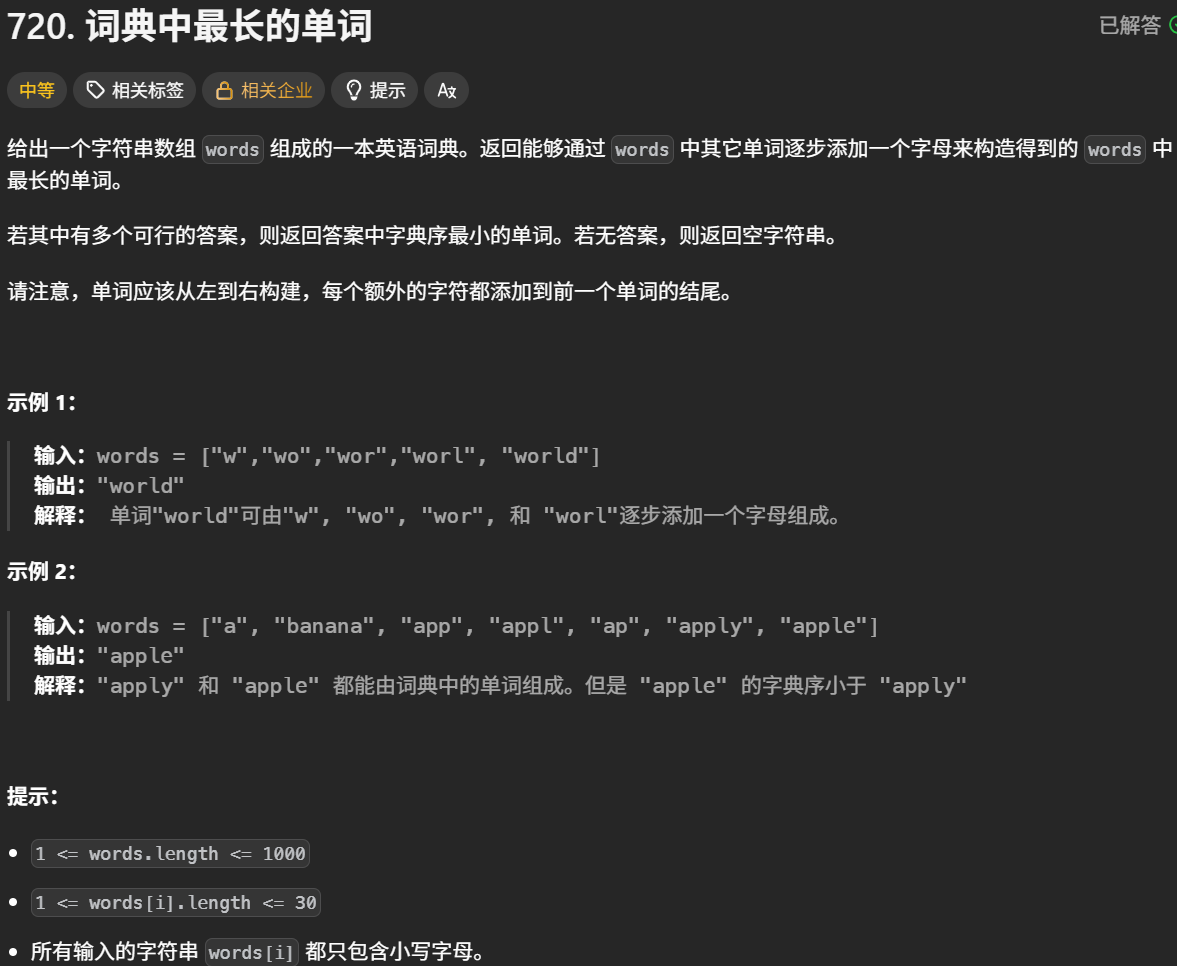 720. 词典中最长的单词
已解答
中等 相关标签 相关企业 提示 Aあ
给出一个字符串数组 words 组成的一本英语词典。返回能够通过 words 中其它单词逐步添加一个字母来构造得到的 words 中
最长的单词。
若其中有多个可行的答案，则返回答案中字典序最小的单词。若无答案，则返回空字符串。
请注意，单词应该从左到右构建，每个额外的字符都添加到前一个单词的结尾。
示例 1：
输入：words = ["w","wo","wor","worl", "world"]
输出："world"
解释： 单词"world"可由"w", "wo", "wor", 和 "worl"逐步添加一个字母组成。
示例 2：
输入：words = ["a", "banana", "app", "appl", "ap", "apply", "apple"]
输出："apple"
解释："apply" 和 "apple" 都能由词典中的单词组成。但是 "apple" 的字典序小于 "apply"
提示：
• 1 <= words.length <= 1000
• 1 <= words[i].length <= 30
• 所有输入的字符串 words[i] 都只包含小写字母。